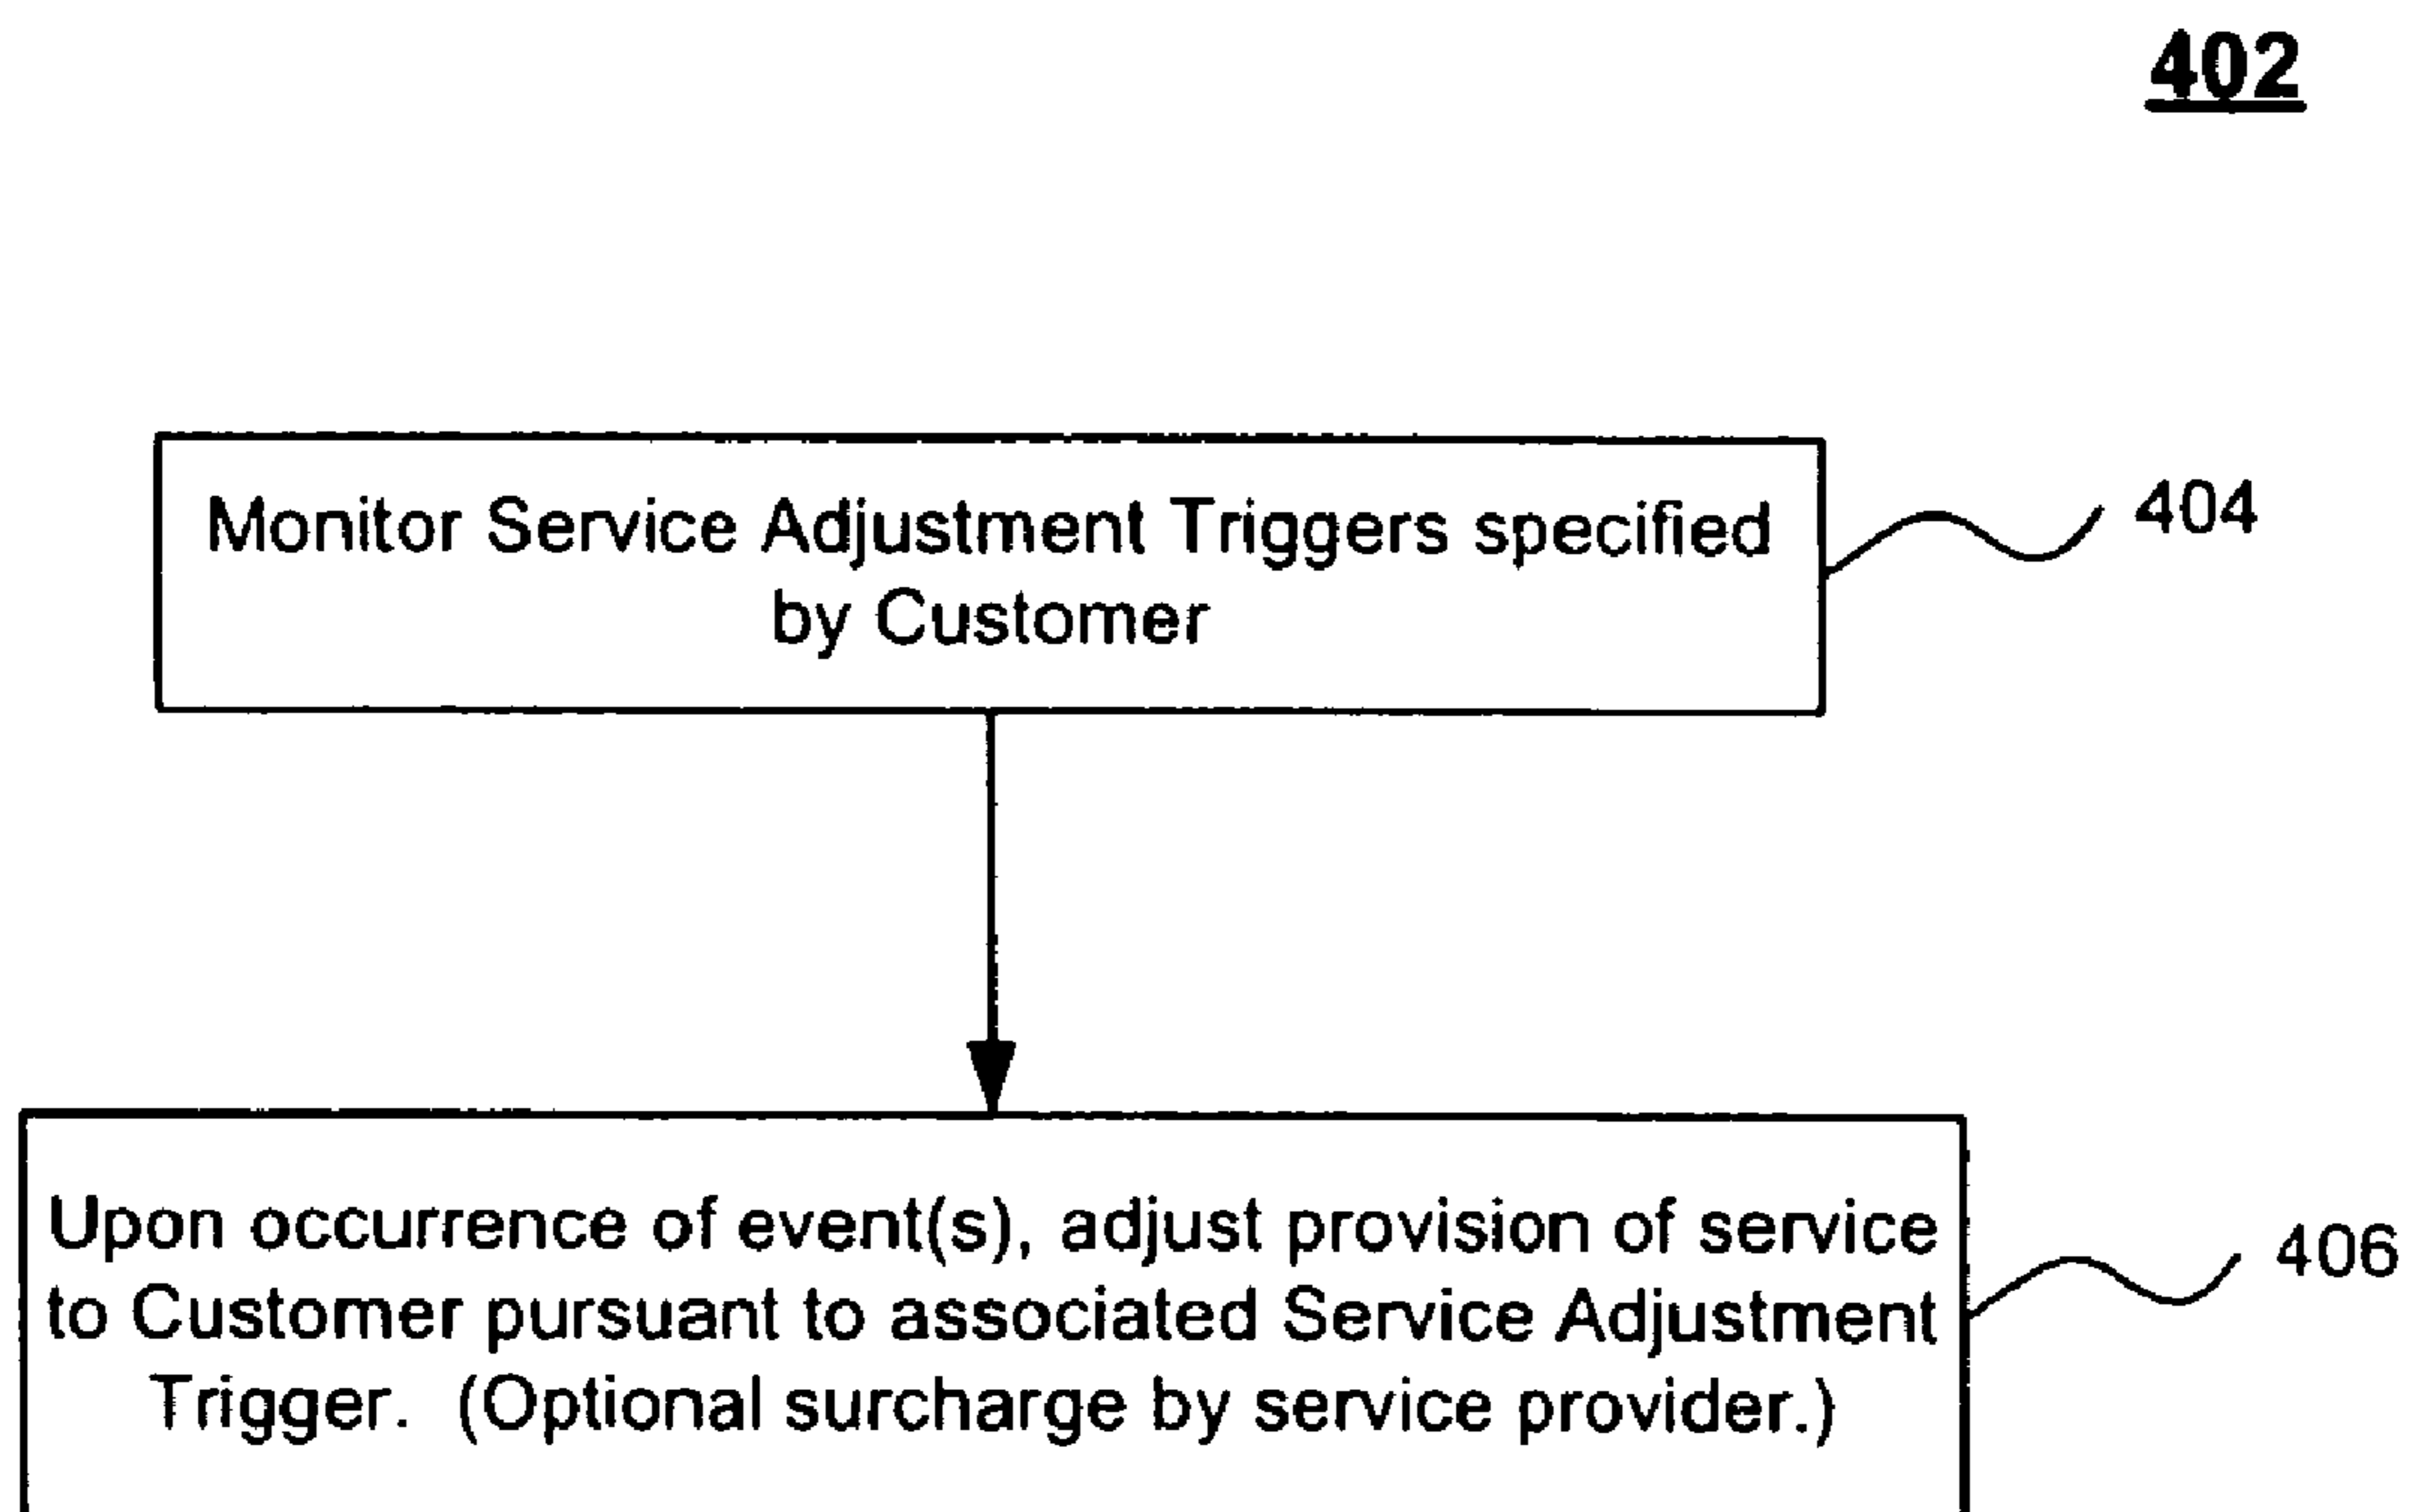 402
Monitor Service Adjustment Triggers specified
by Customer
404
Upon occurrence of event(s), adjust provision of service
to Customer pursuant to associated Service Adjustment
Trigger. (Optional surcharge by service provider.)
406